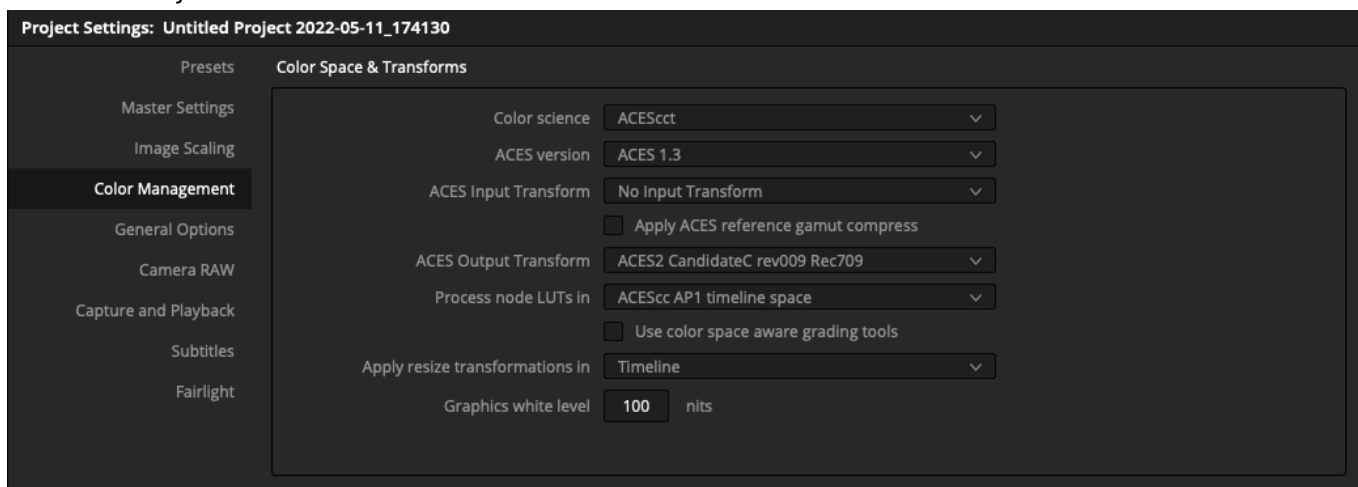 Project Settings: Untitled Project 2022-05-11_174130
Presets
Master Settings
Image Scaling
Color Management
General Options
Camera RAW
Capture and Playback
Subtitles
Fairlight
Color Space & Transforms
Color science ACEScct
ACES version ACES 1.3
ACES Input Transform No Input Transform
Apply ACES reference gamut compress
ACES Output Transform ACES2 CandidateC rev009 Rec709
Process node LUTs in ACEScc AP1 timeline space
Use color space aware grading tools
Apply resize transformations in Timeline
Graphics white level 100 nits